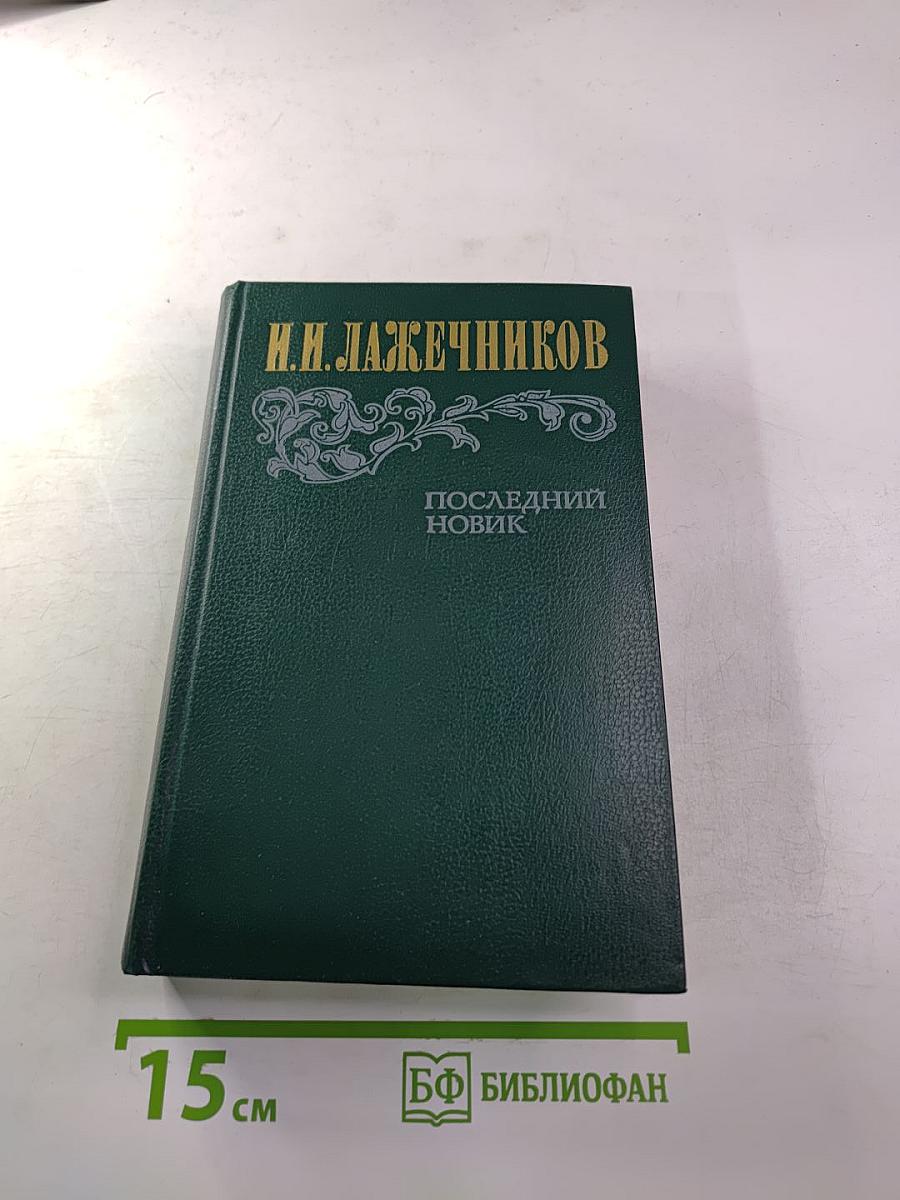 И.И.ЛАЖЕЧНИКОВ
ПОСЛЕДНИЙ
НОВИК
15 см
БФ БИБЛИОФАН